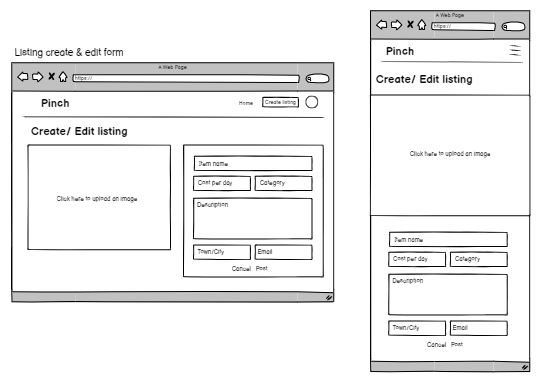 Listing create & edit form
A Web Page
https://
Pinch
Home
Create listing
Create/ Edit listing
Click here to upload an image
Item name
Cost per day
Category
Description
Town/City
Email
Cancel Post
A Web Page
https://
Pinch
Create/ Edit listing
Click here to upload an image
Item name
Cost per day
Category
Description
Town/City
Email
Cancel Post